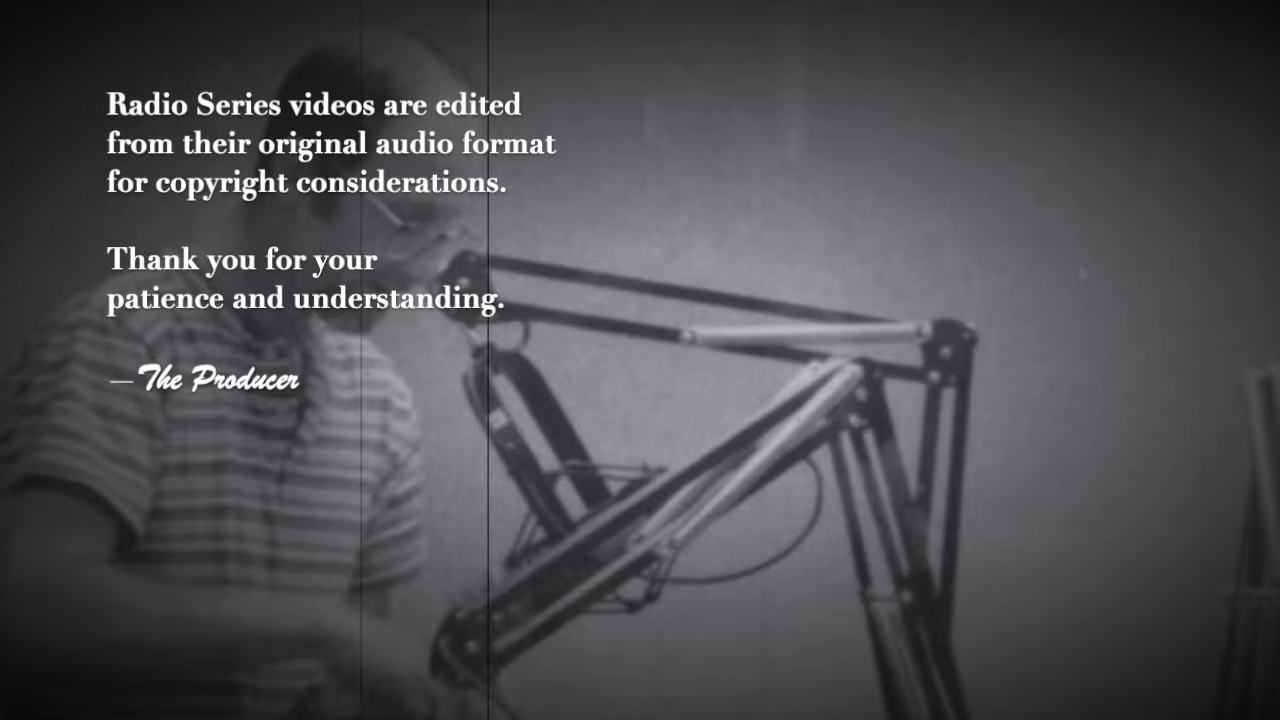 Radio Series videos are edited
from their original audio format
for copyright considerations.
Thank you for your
patience and understanding.
— The Producer